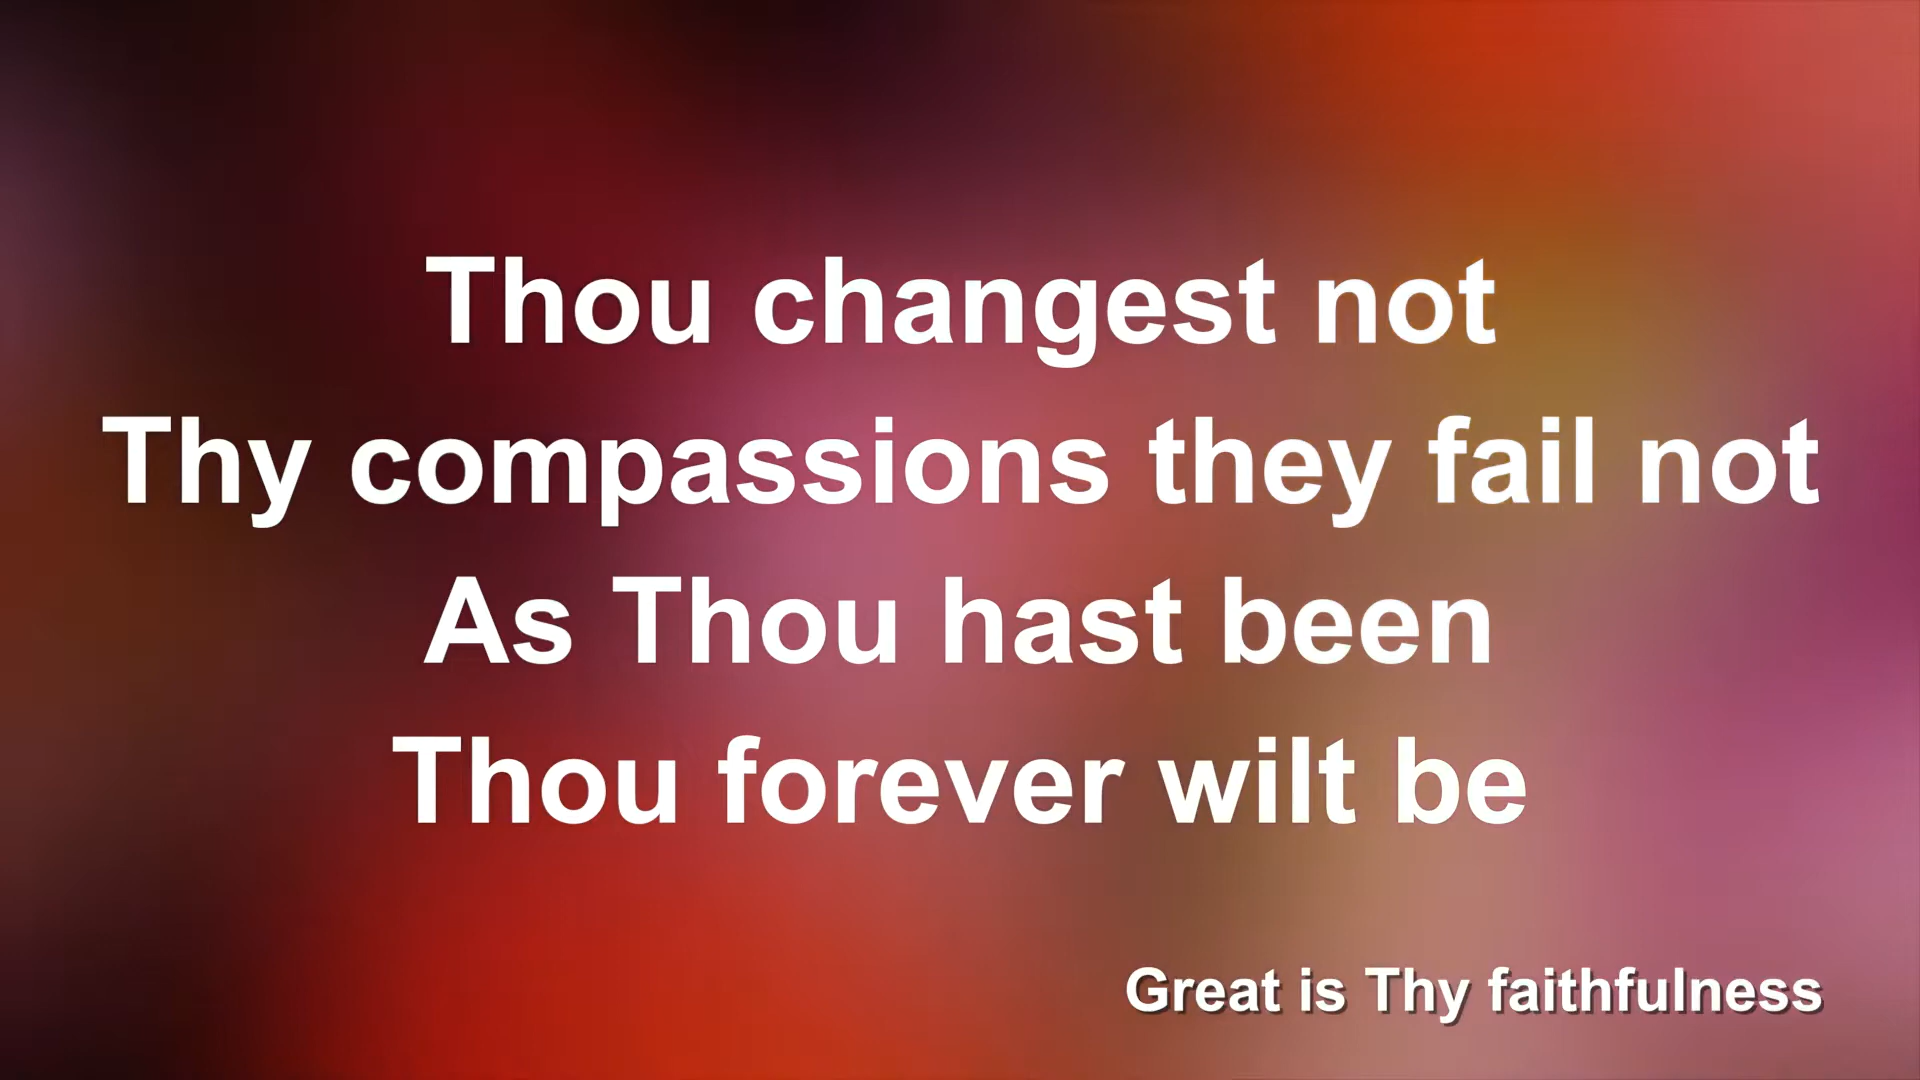 Thou changest not
Thy compassions they fail not
As Thou hast been
Thou forever wilt be
Great is Thy faithfulness